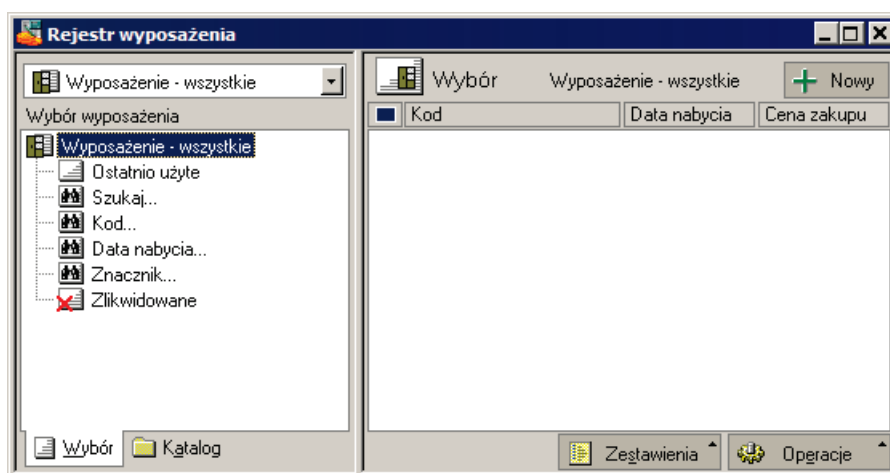 Rejestr wyposażenia
Wyposażenie - wszystkie
Wybór wyposażenia
Wyposażenie - wszystkie
Ostatnio użyte
Szukaj...
Kod...
Data nabycia...
Znacznik...
Zlikwidowane
Wybór Katalog
Wybór Wyposażenie - wszystkie Nowy
Kod Data nabycia Cena zakupu
Zestawienia Operacje